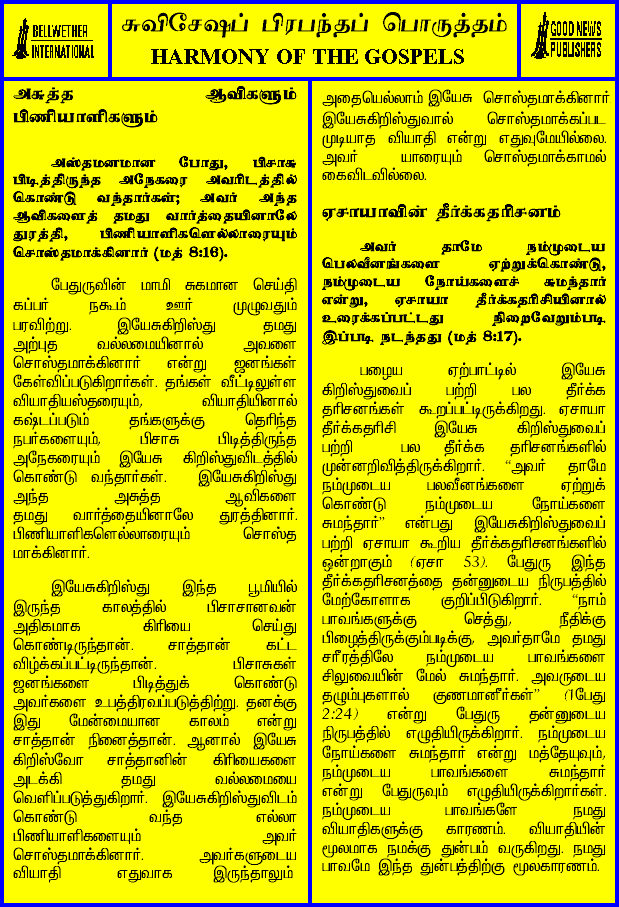 BELLWETHER
INTERNATIONAL
சுவிசேஷப் பிரபந்தப் பொருத்தம்
HARMONY OF THE GOSPELS
GOOD NEWS
PUBLISHERS
அசுத்த ஆவிகளும்
பிணியாளிகளும்
அஸ்தமனமான போது, பிசாசு
பிடித்திருந்த அநேகரை அவரிடத்தில்
கொண்டு வந்தார்கள்; அவர் அந்த
ஆவிகளைத் தமது வார்த்தையினாலே
துரத்தி, பிணியாளிகளெல்லாரையும்
சொஸ்தமாக்கினார் (மத் 8:16).
பேதுருவின் மாமி சுகமான செய்தி
கப்பர் நகூம் ஊர் முழுவதும்
பரவிற்று. இயேசுகிறிஸ்து தமது
அற்புத வல்லமையினால் அவளை
சொஸ்தமாக்கினார் என்று ஜனங்கள்
கேள்விப்படுகிறார்கள். தங்கள் வீட்டிலுள்ள
வியாதியஸ்தரையும், வியாதியினால்
கஷ்டப்படும் தங்களுக்கு தெரிந்த
நபர்களையும், பிசாசு பிடித்திருந்த
அநேகரையும் இயேசு கிறிஸ்துவிடத்தில்
கொண்டு வந்தார்கள். இயேசுகிறிஸ்து
அந்த அசுத்த ஆவிகளை
தமது வார்த்தையினாலே துரத்தினார்.
பிணியாளிகளெல்லாரையும் சொஸ்த
மாக்கினார்.
இயேசுகிறிஸ்து இந்த பூமியில்
இருந்த காலத்தில் பிசாசானவன்
அதிகமாக கிரியை செய்து
கொண்டிருந்தான். சாத்தான் கட்ட
விழ்க்கப்பட்டிருந்தான். பிசாசுகள்
ஜனங்களை பிடித்துக் கொண்டு
அவர்களை உபத்திரவப்படுத்திற்று. தனக்கு
இது மேன்மையான காலம் என்று
சாத்தான் நினைத்தான். ஆனால் இயேசு
கிறிஸ்வோ சாத்தானின் கிரியைகளை
அடக்கி தமது வல்லமையை
வெளிப்படுத்துகிறார். இயேசுகிறிஸ்துவிடம்
கொண்டு வந்த எல்லா
பிணியாளிகளையும் அவர்
சொஸ்தமாக்கினார். அவர்களுடைய
வியாதி எதுவாக இருந்தாலும்
அதையெல்லாம் இயேசு சொஸ்தமாக்கினார்
இயேசுகிறிஸ்துவால் சொஸ்தமாக்கப்பட
முடியாத வியாதி என்று எதுவுமேயில்லை.
அவர் யாரையும் சொஸ்தமாக்காமல்
கைவிடவில்லை.
ஏசாயாவின் தீர்க்கதரிசனம்
அவர் தாமே நம்முடைய
பெலவீனங்களை ஏற்றுக்கொண்டு,
நம்முடைய நோய்களைச் சுமந்தார்
என்று, ஏசாயா தீர்க்கதரிசியினால்
உரைக்கப்பட்டது நிறைவேறும்படி
இப்படி நடந்தது (மத் 8:17).
பழைய ஏற்பாட்டில் இயேசு
கிறிஸ்துவைப் பற்றி பல தீர்க்க
தரிசனங்கள் கூறப்பட்டிருக்கிறது. ஏசாயா
தீர்க்கதரிசி இயேசு கிறிஸ்துவைப்
பற்றி பல தீர்க்க தரிசனங்களில்
முன்னறிவித்திருக்கிறார். “அவர் தாமே
நம்முடைய பலவீனங்களை ஏற்றுக்
கொண்டு நம்முடைய நோய்களை
சுமந்தார்” என்பது இயேசுகிறிஸ்துவைப்
பற்றி ஏசாயா கூறிய தீர்க்கதரிசனங்களில்
ஒன்றாகும் (ஏசா 53). பேதுரு இந்த
தீர்க்கதரிசனத்தை தன்னுடைய நிருபத்தில்
மேற்கோளாக குறிப்பிடுகிறார். “நாம்
பாவங்களுக்கு செத்து, நீதிக்கு
பிழைத்திருக்கும்படிக்கு, அவர்தாமே தமது
சரீரத்திலே நம்முடைய பாவங்களை
சிலுவையின் மேல் சுமந்தார். அவருடைய
தழும்புகளால் குணமானீர்கள்” (1பேது
2:24) என்று பேதுரு தன்னுடைய
நிருபத்தில் எழுதியிருக்கிறார். நம்முடைய
நோய்களை சுமந்தார் என்று மத்தேயுவும்,
நம்முடைய பாவங்களை சுமந்தார்
என்று பேதுருவும் எழுதியிருக்கிறார்கள்.
நம்முடைய பாவங்களே நமது
வியாதிகளுக்கு காரணம். வியாதியின்
மூலமாக நமக்கு துன்பம் வருகிறது. நமது
பாவமே இந்த துன்பத்திற்கு மூலகாரணம்.